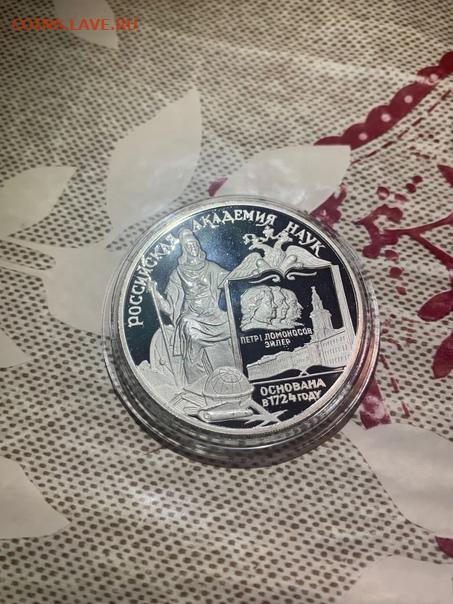 COINS.LAVE.RU
РОССИЙСКАЯ АКАДЕМИЯ НАУК
ПЕТР I ЛОМОНОСОВ
ЭЙЛЕР
ОСНОВАНА
В 1724 ГОДУ